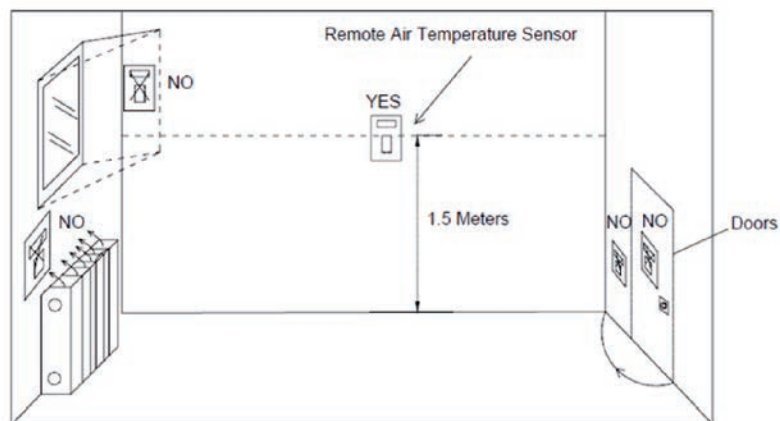 Remote Air Temperature Sensor
NO
YES
NO
1.5 Meters
NO
NO
Doors